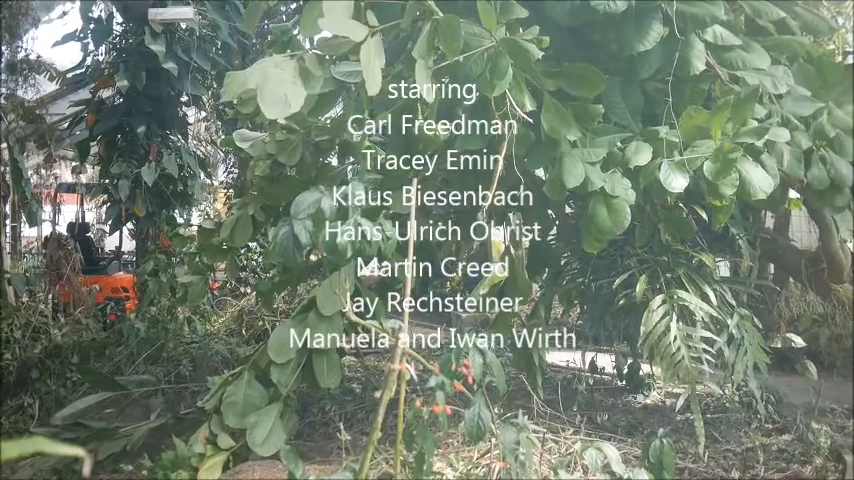 starring
Carl Freedman
Tracey Emin
Klaus Biesenbach
Hans-Ulrich Obrist
Martin Creed
Jay Rechsteiner
Manuela and Iwan Wirth